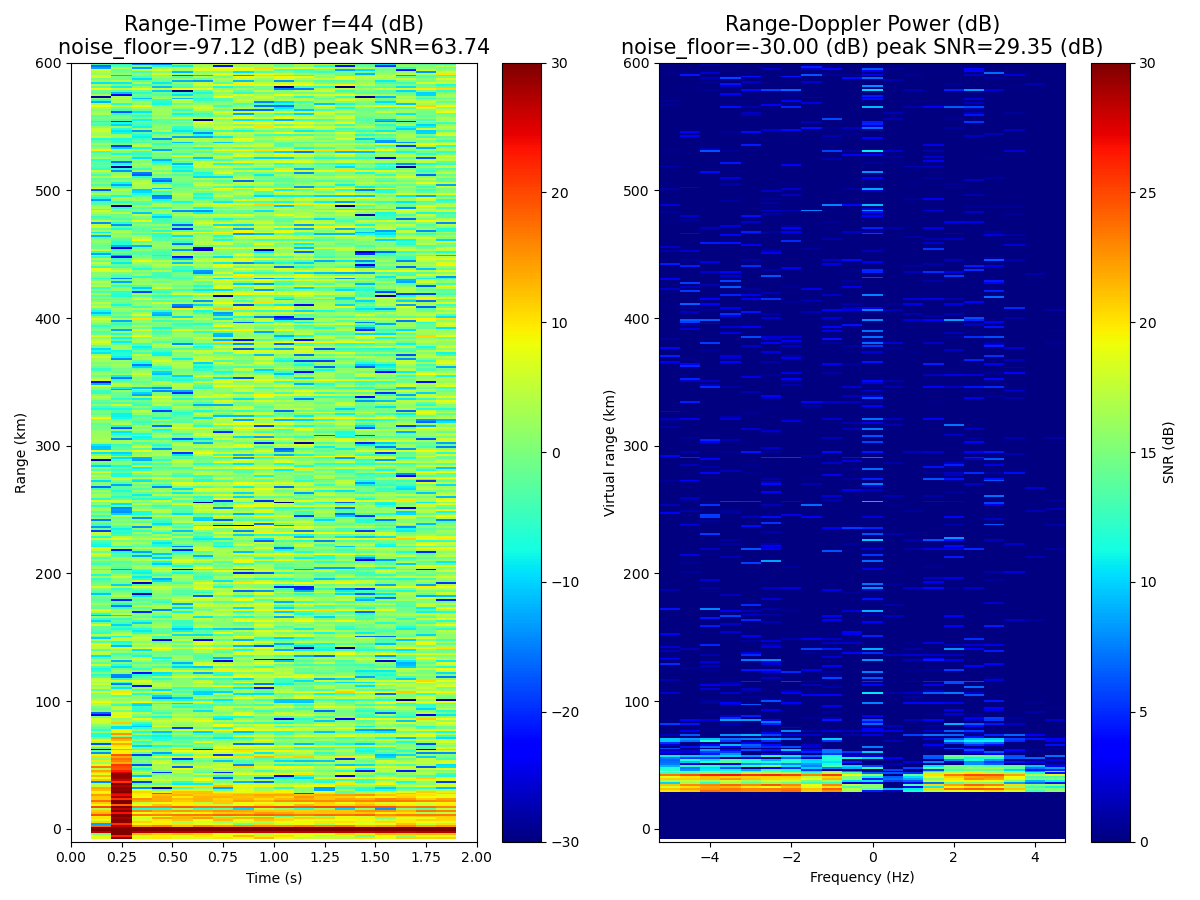 Range-Time Power f=44 (dB)
noise_floor=-97.12 (dB) peak SNR=63.74
Range-Doppler Power (dB)
noise_floor=-30.00 (dB) peak SNR=29.35 (dB)
600
500
400
300
200
100
0
Range (km)
0.00 0.25 0.50 0.75 1.00 1.25 1.50 1.75 2.00
Time (s)
30
20
10
0
−10
−20
−30
600
500
400
300
200
100
0
Virtual range (km)
−4 −2 0 2 4
Frequency (Hz)
30
25
20
15
10
5
0
SNR (dB)